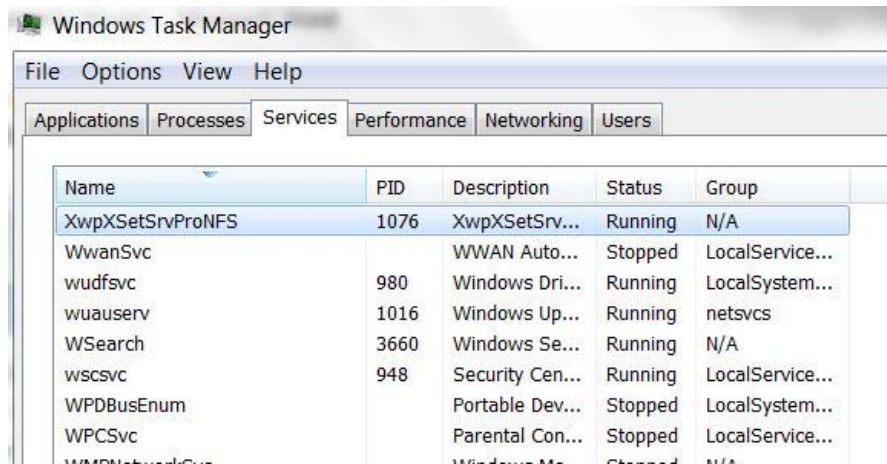 Windows Task Manager
File Options View Help
Applications Processes Services Performance Networking Users
Name PID Description Status Group
XwpXSetSrvProNFS 1076 XwpXSetSrv... Running N/A
WwanSvc WWAN Auto... Stopped LocalService...
wudfsvc 980 Windows Dri... Running LocalSystem...
wuauserv 1016 Windows Up... Running netsvcs
WSearch 3660 Windows Se... Running N/A
wscsvc 948 Security Cen... Running LocalService...
WPDBusEnum Portable Dev... Stopped LocalSystem...
WPCSvc Parental Con... Stopped LocalService...